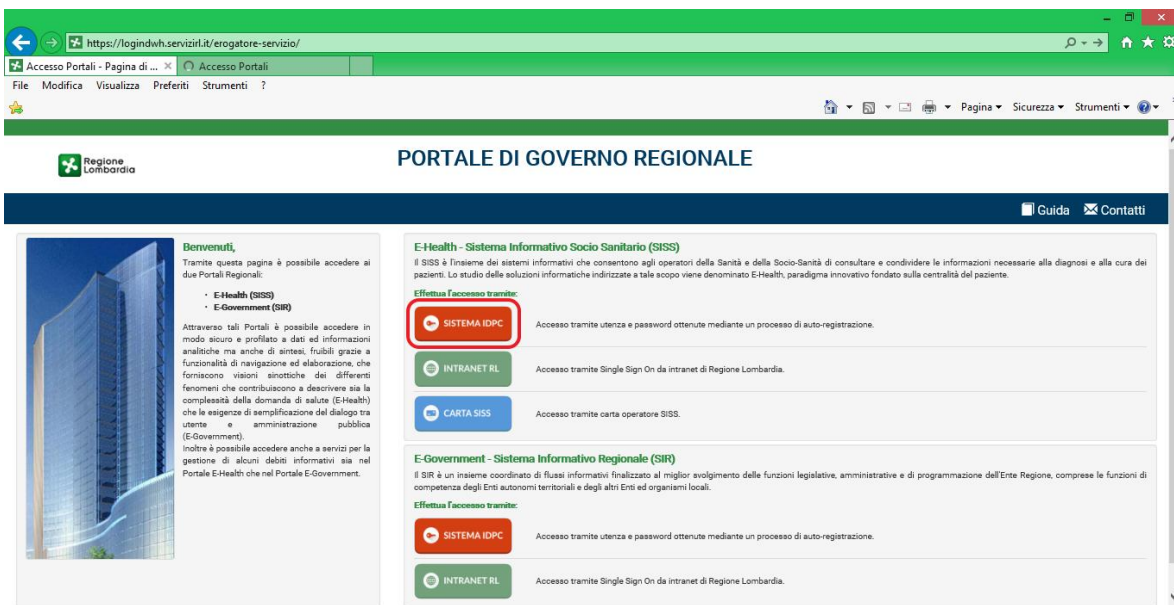 https://logindwh.servizirl.it/erogatore-servizio/
Accesso Portali - Pagina di ...
Accesso Portali
File Modifica Visualizza Preferiti Strumenti ?
Pagina Sicurezza Strumenti
Regione
Lombardia
PORTALE DI GOVERNO REGIONALE
Guida Contatti
Benvenuti,
Tramite questa pagina è possibile accedere ai
due Portali Regionali:
· E-Health (SISS)
· E-Government (SIR)
Attraverso tali Portali è possibile accedere in
modo sicuro e profilato a dati ed informazioni
analitiche ma anche di sintesi, fruibili grazie a
funzionalità di navigazione ed elaborazione, che
forniscono visioni sinottiche dei differenti
fenomeni che contribuiscono a descrivere sia la
complessità della domanda di salute (E-Health)
che le esigenze di semplificazione del dialogo tra
utente e amministrazione pubblica
(E-Government).
Inoltre è possibile accedere anche a servizi per la
gestione di alcuni debiti informativi sia nel
Portale E-Health che nel Portale E-Government.
E-Health - Sistema Informativo Socio Sanitario (SISS)
Il SISS è l'insieme dei sistemi informativi che consentono agli operatori della Sanità e della Socio-Sanità di consultare e condividere le informazioni necessarie alla diagnosi e alla cura dei
pazienti. Lo studio delle soluzioni informatiche indirizzate a tale scopo viene denominato E-Health, paradigma innovativo fondato sulla centralità del paziente.
Effettua l'accesso tramite:
SISTEMA IDPC
Accesso tramite utenza e password ottenute mediante un processo di auto-registrazione.
INTRANET RL
Accesso tramite Single Sign On da intranet di Regione Lombardia.
CARTA SISS
Accesso tramite carta operatore SISS.
E-Government - Sistema Informativo Regionale (SIR)
Il SIR è un insieme coordinato di flussi informativi finalizzato al miglior svolgimento delle funzioni legislative, amministrative e di programmazione dell'Ente Regione, comprese le funzioni di
competenza degli Enti autonomi territoriali e degli altri Enti ed organismi locali.
Effettua l'accesso tramite:
SISTEMA IDPC
Accesso tramite utenza e password ottenute mediante un processo di auto-registrazione.
INTRANET RL
Accesso tramite Single Sign On da intranet di Regione Lombardia.